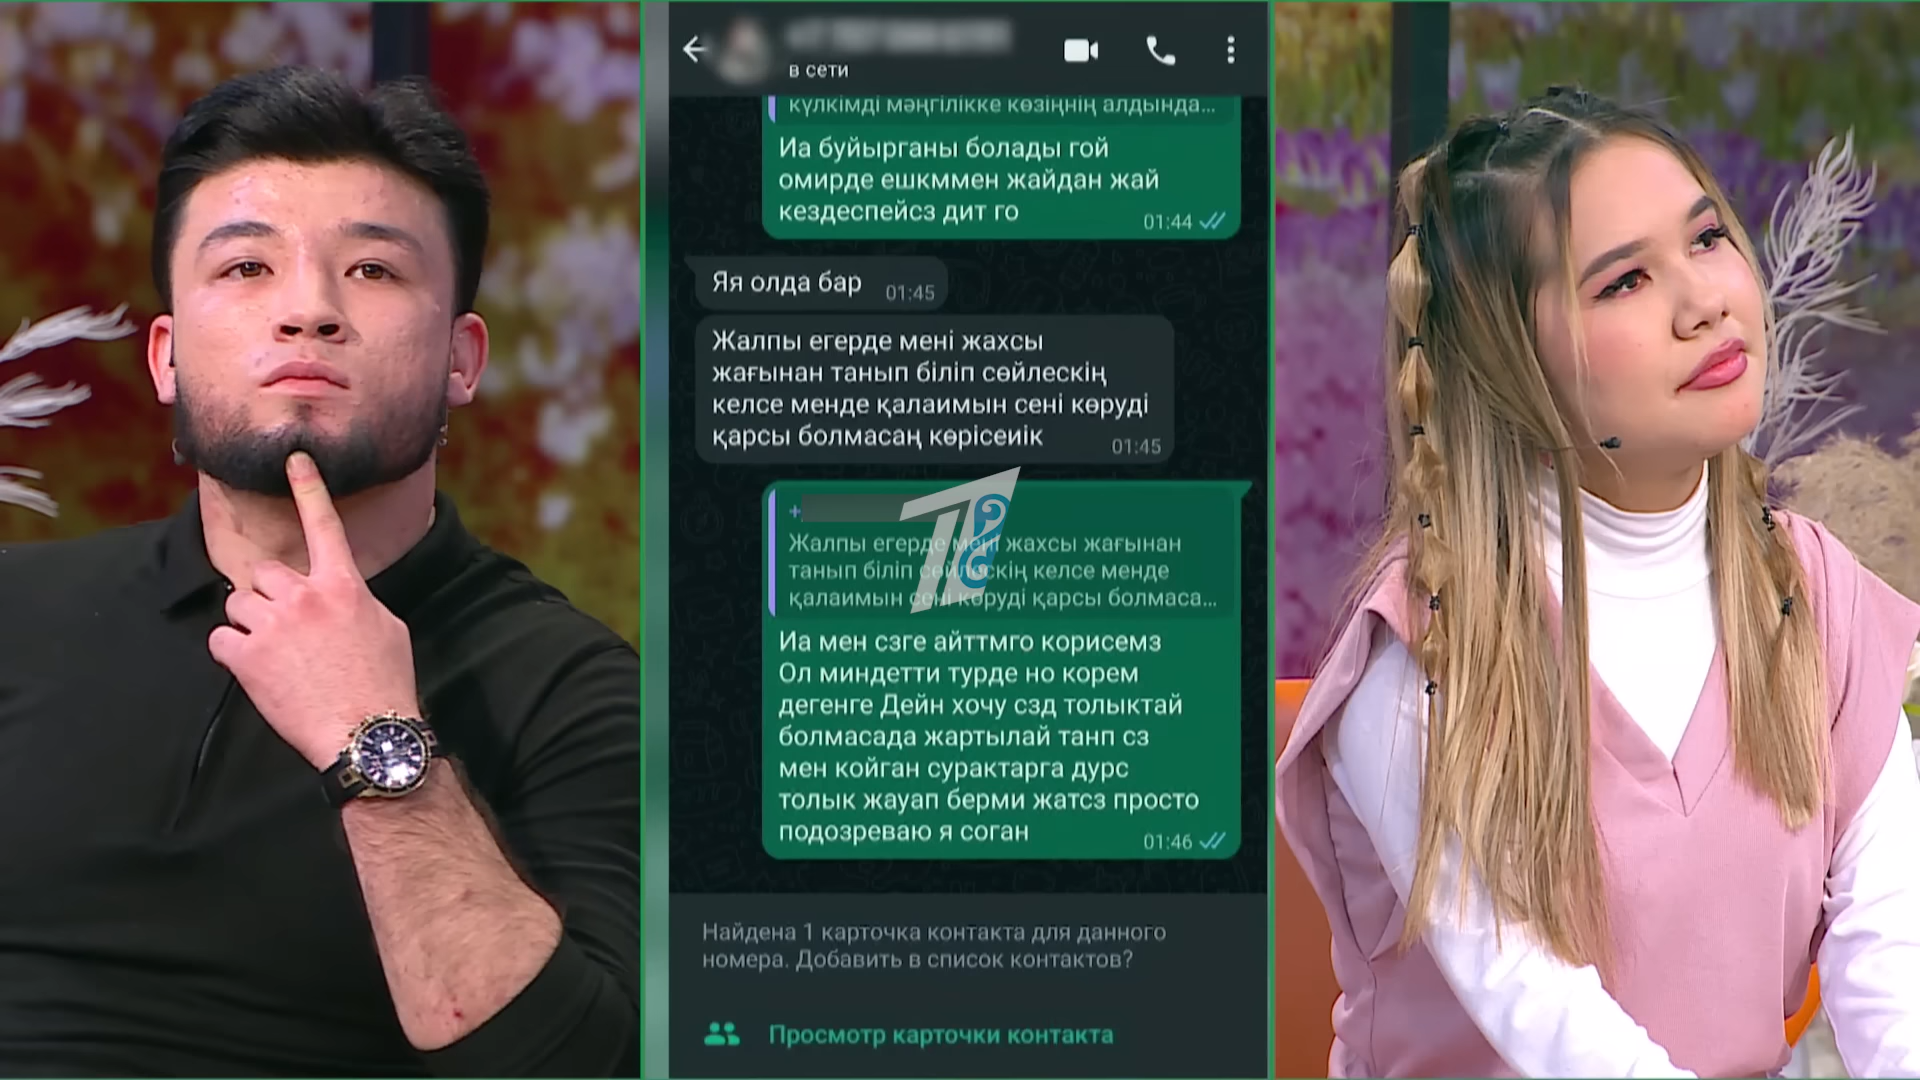 в сети
күлкімді мәңгілікке көзіңнің алдында...
Иа буйырганы болады гой
омирде ешкммен жайдан жай
кездеспейсз дит го
01:44
Яя олда бар
01:45
Жалпы егерде мені жахсы
жағынан танып біліп сөйлескің
келсе менде қалаимын сені көруді
қарсы болмасаң көрісеиік
01:45
+
Жалпы егерде мені жахсы жағынан
танып біліп сөйлескің келсе менде
қалаимын сені көруді қарсы болмаса...
Иа мен сзге айттмго корисемз
Ол миндетти турде но корем
дегенге Дейн хочу сзд толыктай
болмасада жартылай танп сз
мен койган сурактарга дурс
толык жауап берми жатсз просто
подозреваю я соган
01:46
Найдена 1 карточка контакта для данного
номера. Добавить в список контактов?
Просмотр карточки контакта